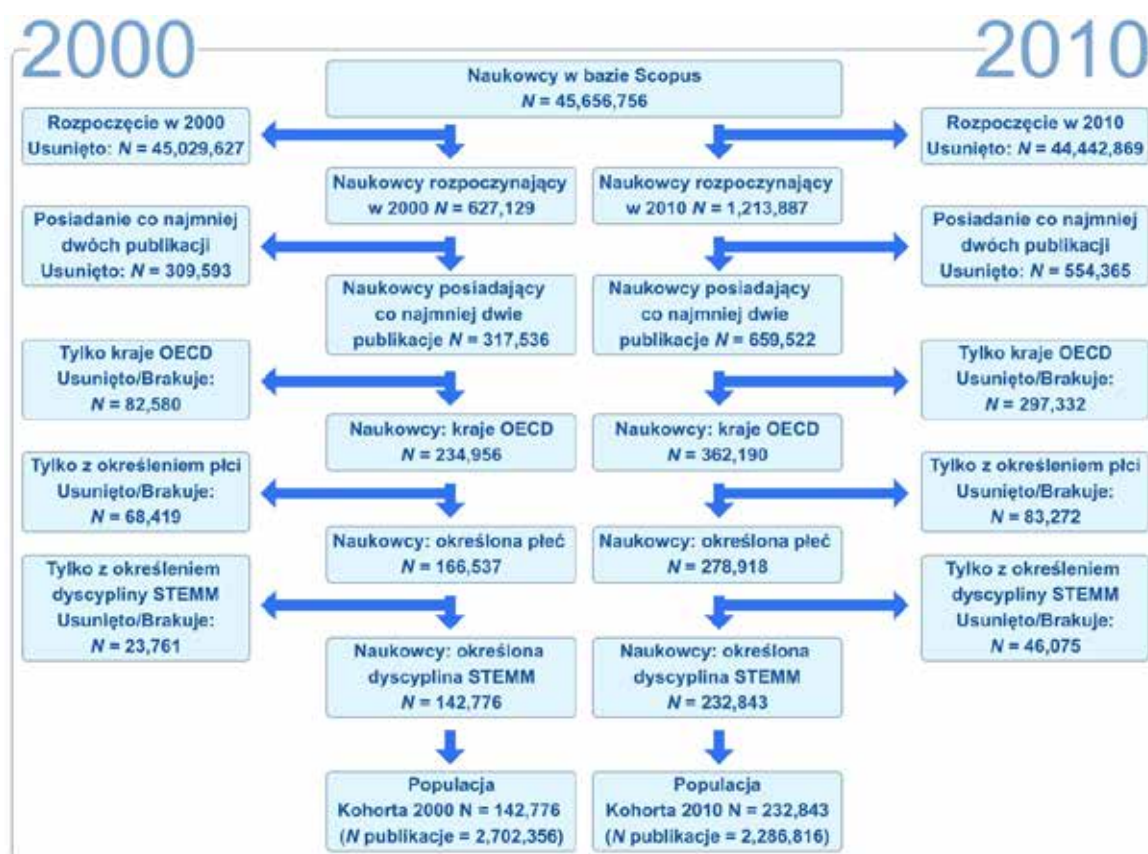 2000
2010
Naukowcy w bazie Scopus
N = 45,656,756
Rozpoczęcie w 2000
Usunięto: N = 45,029,627
Rozpoczęcie w 2010
Usunięto: N = 44,442,869
Naukowcy rozpoczynający
w 2000 N = 627,129
Naukowcy rozpoczynający
w 2010 N = 1,213,887
Posiadanie co najmniej
dwóch publikacji
Usunięto: N = 309,593
Posiadanie co najmniej
dwóch publikacji
Usunięto: N = 554,365
Naukowcy posiadający
co najmniej dwie
publikacje N = 317,536
Naukowcy posiadający
co najmniej dwie
publikacje N = 659,522
Tylko kraje OECD
Usunięto/Brakuje:
N = 82,580
Tylko kraje OECD
Usunięto/Brakuje:
N = 297,332
Naukowcy: kraje OECD
N = 234,956
Naukowcy: kraje OECD
N = 362,190
Tylko z określeniem płci
Usunięto/Brakuje:
N = 68,419
Tylko z określeniem płci
Usunięto/Brakuje:
N = 83,272
Naukowcy: określona płeć
N = 166,537
Naukowcy: określona płeć
N = 278,918
Tylko z określeniem
dyscypliny STEMM
Usunięto/Brakuje:
N = 23,761
Tylko z określeniem
dyscypliny STEMM
Usunięto/Brakuje:
N = 46,075
Naukowcy: określona
dyscyplina STEMM
N = 142,776
Naukowcy: określona
dyscyplina STEMM
N = 232,843
Populacja
Kohorta 2000 N = 142,776
(N publikacje = 2,702,356)
Populacja
Kohorta 2010 N = 232,843
(N publikacje = 2,286,816)